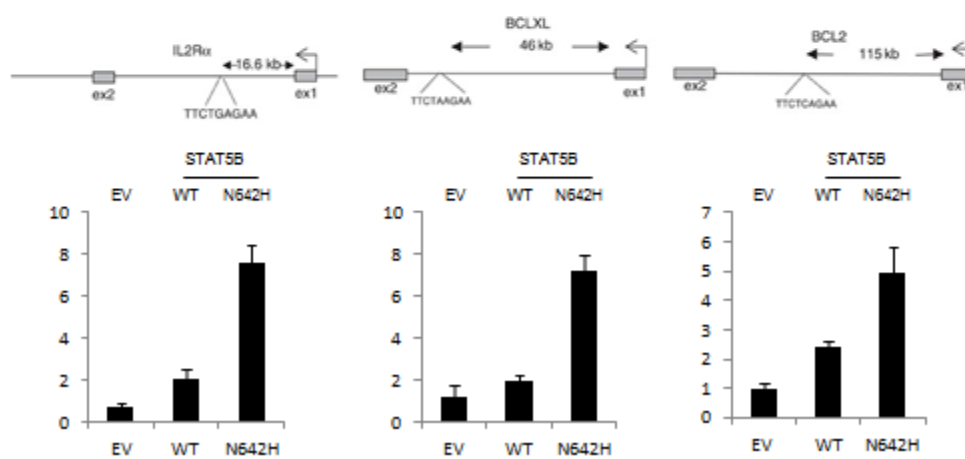 IL2Rα
16.6 kb
ex2
ex1
TTCTGAGAA
BCLXL
46 kb
ex2
ex1
TTCTAAGAA
BCL2
115 kb
ex2
ex1
TTCTCAGAA
STAT5B
EV WT N642H
10
8
6
4
2
0
EV WT N642H
STAT5B
EV WT N642H
10
8
6
4
2
0
EV WT N642H
STAT5B
EV WT N642H
7
6
5
4
3
2
1
0
EV WT N642H